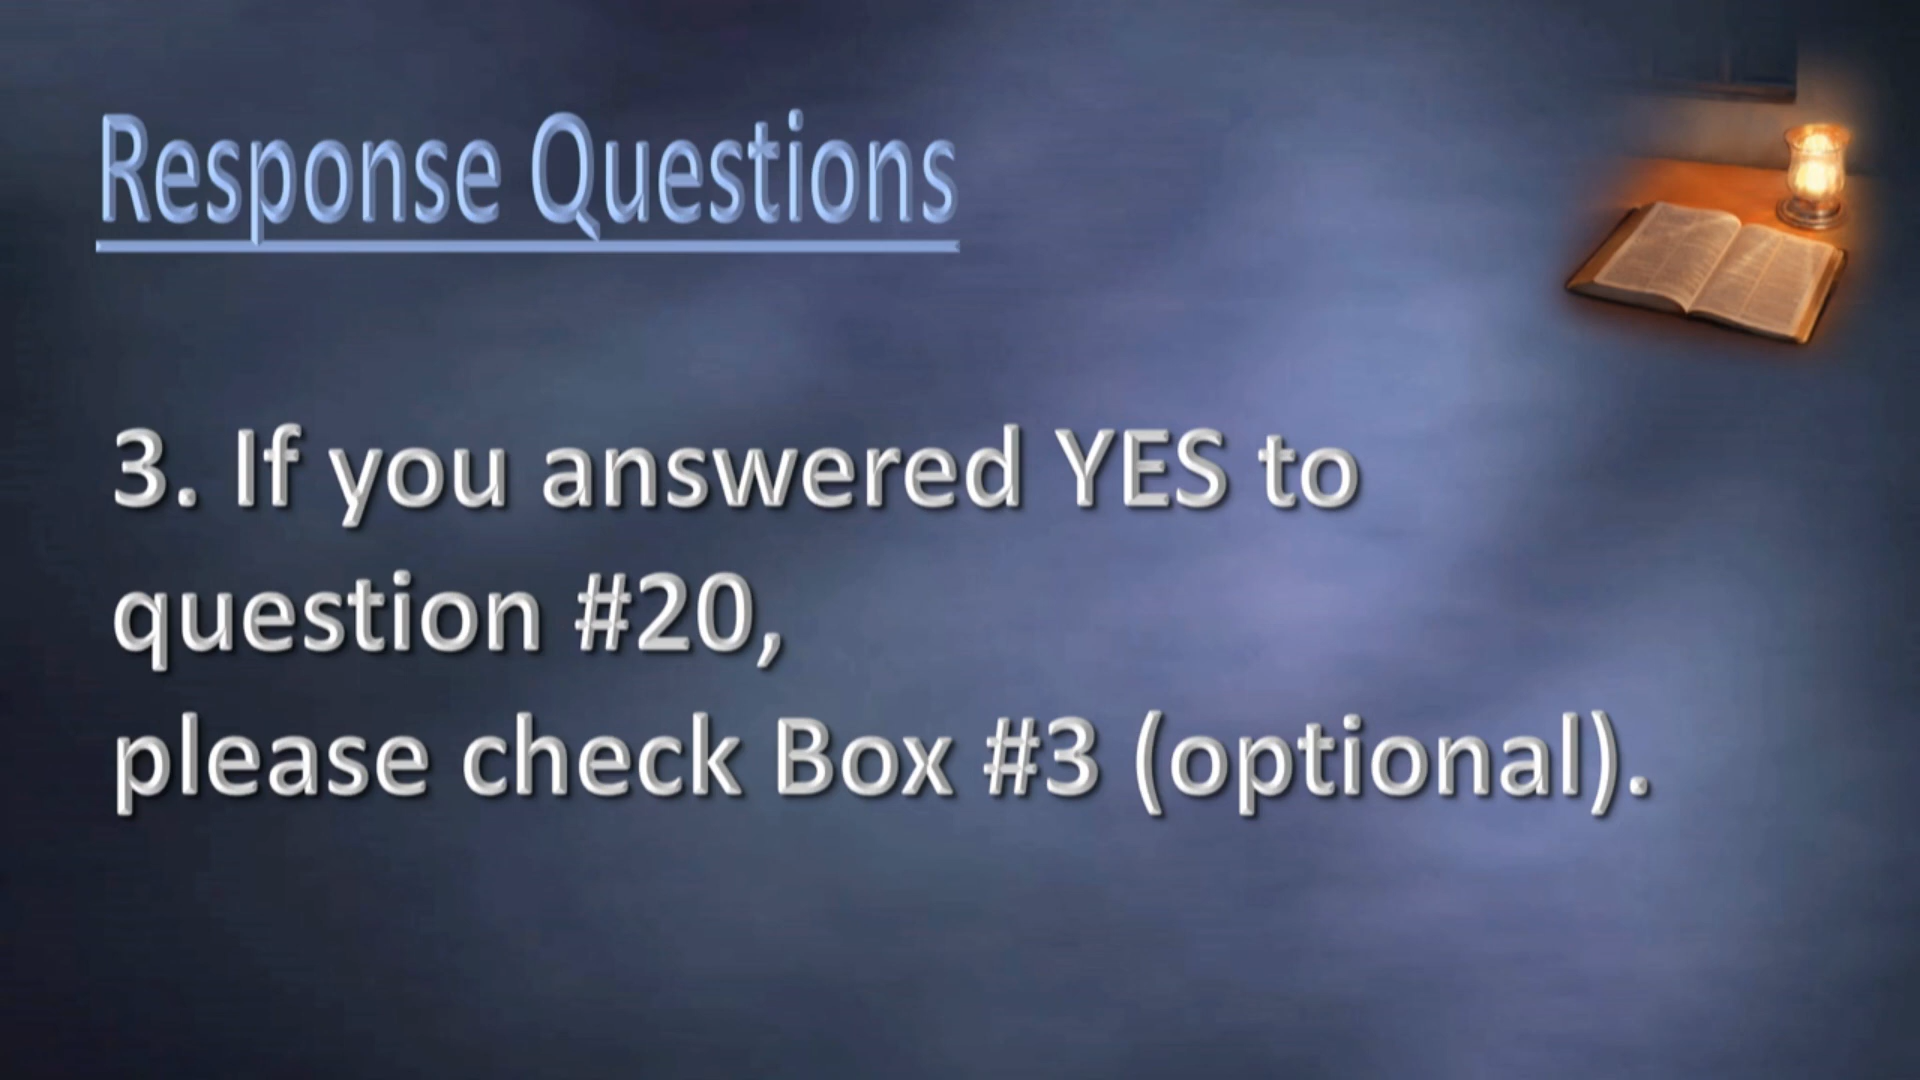 Response Questions
3. If you answered YES to
question #20,
please check Box #3 (optional).